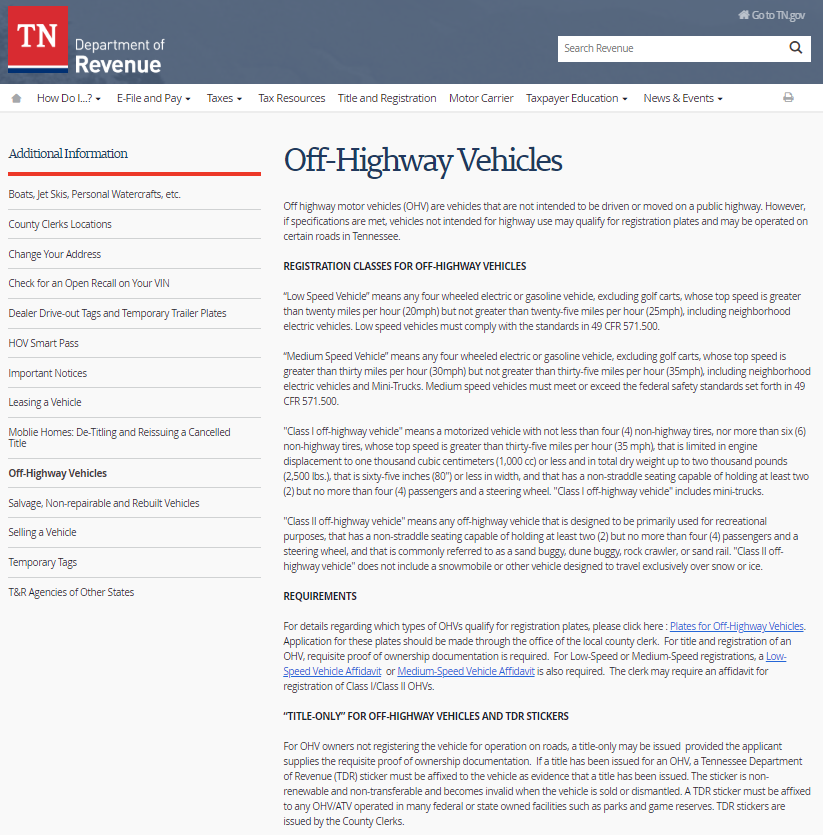 Go to TN.gov
TN
Department of
Revenue
Search Revenue
How Do I...?
E-File and Pay
Taxes
Tax Resources
Title and Registration
Motor Carrier
Taxpayer Education
News & Events
Additional Information
Boats, Jet Skis, Personal Watercrafts, etc.
County Clerks Locations
Change Your Address
Check for an Open Recall on Your VIN
Dealer Drive-out Tags and Temporary Trailer Plates
HOV Smart Pass
Important Notices
Leasing a Vehicle
Moblie Homes: De-Titling and Reissuing a Cancelled
Title
Off-Highway Vehicles
Salvage, Non-repairable and Rebuilt Vehicles
Selling a Vehicle
Temporary Tags
T&R Agencies of Other States
Off-Highway Vehicles
Off highway motor vehicles (OHV) are vehicles that are not intended to be driven or moved on a public highway. However,
if specifications are met, vehicles not intended for highway use may qualify for registration plates and may be operated on
certain roads in Tennessee.
REGISTRATION CLASSES FOR OFF-HIGHWAY VEHICLES
“Low Speed Vehicle” means any four wheeled electric or gasoline vehicle, excluding golf carts, whose top speed is greater
than twenty miles per hour (20mph) but not greater than twenty-five miles per hour (25mph), including neighborhood
electric vehicles. Low speed vehicles must comply with the standards in 49 CFR 571.500.
“Medium Speed Vehicle” means any four wheeled electric or gasoline vehicle, excluding golf carts, whose top speed is
greater than thirty miles per hour (30mph) but not greater than thirty-five miles per hour (35mph), including neighborhood
electric vehicles and Mini-Trucks. Medium speed vehicles must meet or exceed the federal safety standards set forth in 49
CFR 571.500.
"Class I off-highway vehicle" means a motorized vehicle with not less than four (4) non-highway tires, nor more than six (6)
non-highway tires, whose top speed is greater than thirty-five miles per hour (35 mph), that is limited in engine
displacement to one thousand cubic centimeters (1,000 cc) or less and in total dry weight up to two thousand pounds
(2,500 lbs.), that is sixty-five inches (80") or less in width, and that has a non-straddle seating capable of holding at least two
(2) but no more than four (4) passengers and a steering wheel. "Class I off-highway vehicle" includes mini-trucks.
"Class II off-highway vehicle" means any off-highway vehicle that is designed to be primarily used for recreational
purposes, that has a non-straddle seating capable of holding at least two (2) but no more than four (4) passengers and a
steering wheel, and that is commonly referred to as a sand buggy, dune buggy, rock crawler, or sand rail. "Class II off-
highway vehicle" does not include a snowmobile or other vehicle designed to travel exclusively over snow or ice.
REQUIREMENTS
For details regarding which types of OHVs qualify for registration plates, please click here : Plates for Off-Highway Vehicles.
Application for these plates should be made through the office of the local county clerk. For title and registration of an
OHV, requisite proof of ownership documentation is required. For Low-Speed or Medium-Speed registrations, a Low-
Speed Vehicle Affidavit or Medium-Speed Vehicle Affidavit is also required. The clerk may require an affidavit for
registration of Class I/Class II OHVs.
“TITLE-ONLY” FOR OFF-HIGHWAY VEHICLES AND TDR STICKERS
For OHV owners not registering the vehicle for operation on roads, a title-only may be issued provided the applicant
supplies the requisite proof of ownership documentation. If a title has been issued for an OHV, a Tennessee Department
of Revenue (TDR) sticker must be affixed to the vehicle as evidence that a title has been issued. The sticker is non-
renewable and non-transferable and becomes invalid when the vehicle is sold or dismantled. A TDR sticker must be affixed
to any OHV/ATV operated in many federal or state owned facilities such as parks and game reserves. TDR stickers are
issued by the County Clerks.